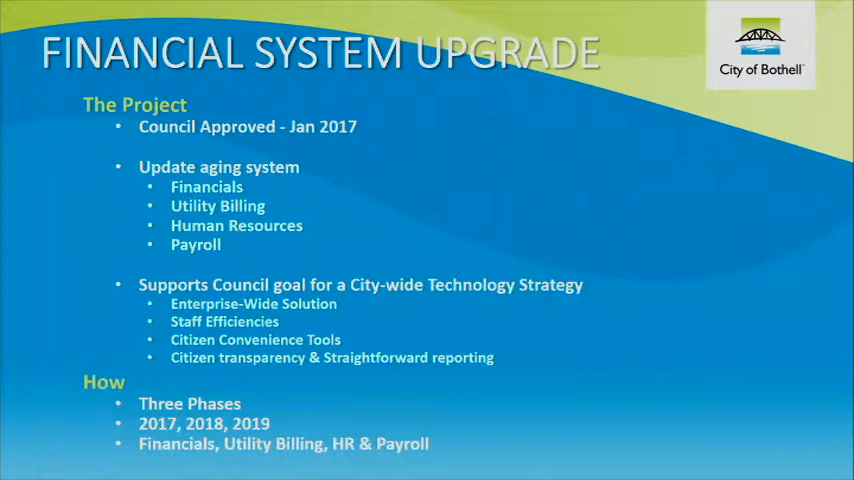 FINANCIAL SYSTEM UPGRADE
City of Bothell™
The Project
• Council Approved - Jan 2017
• Update aging system
• Financials
• Utility Billing
• Human Resources
• Payroll
• Supports Council goal for a City-wide Technology Strategy
• Enterprise-Wide Solution
• Staff Efficiencies
• Citizen Convenience Tools
• Citizen transparency & Straightforward reporting
How
• Three Phases
• 2017, 2018, 2019
• Financials, Utility Billing, HR & Payroll